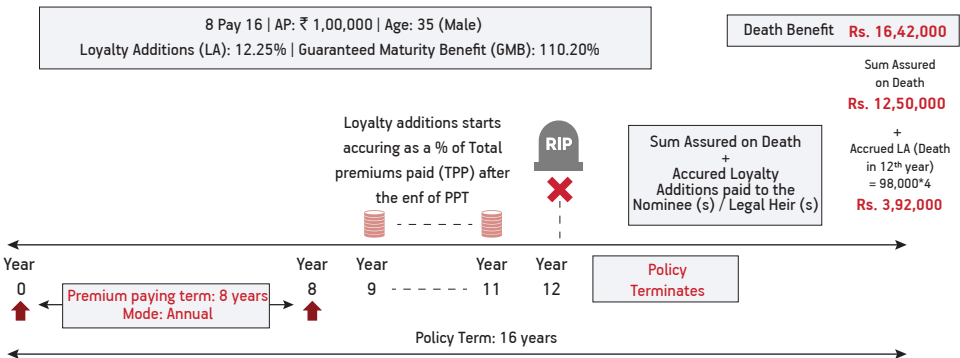 8 Pay 16 | AP: ₹ 1,00,000 | Age: 35 (Male)
Loyalty Additions (LA): 12.25% | Guaranteed Maturity Benefit (GMB): 110.20%
Death Benefit Rs. 16,42,000
Sum Assured
on Death
Rs. 12,50,000
+
Accrued LA (Death
in 12th year)
= 98,000*4
Rs. 3,92,000
Loyalty additions starts
accuring as a % of Total
premiums paid (TPP) after
the enf of PPT
RIP
Sum Assured on Death
+
Accured Loyalty
Additions paid to the
Nominee (s) / Legal Heir (s)
Year
0
Premium paying term: 8 years
Mode: Annual
Year
8
Year
9
Year
11
Year
12
Policy
Terminates
Policy Term: 16 years